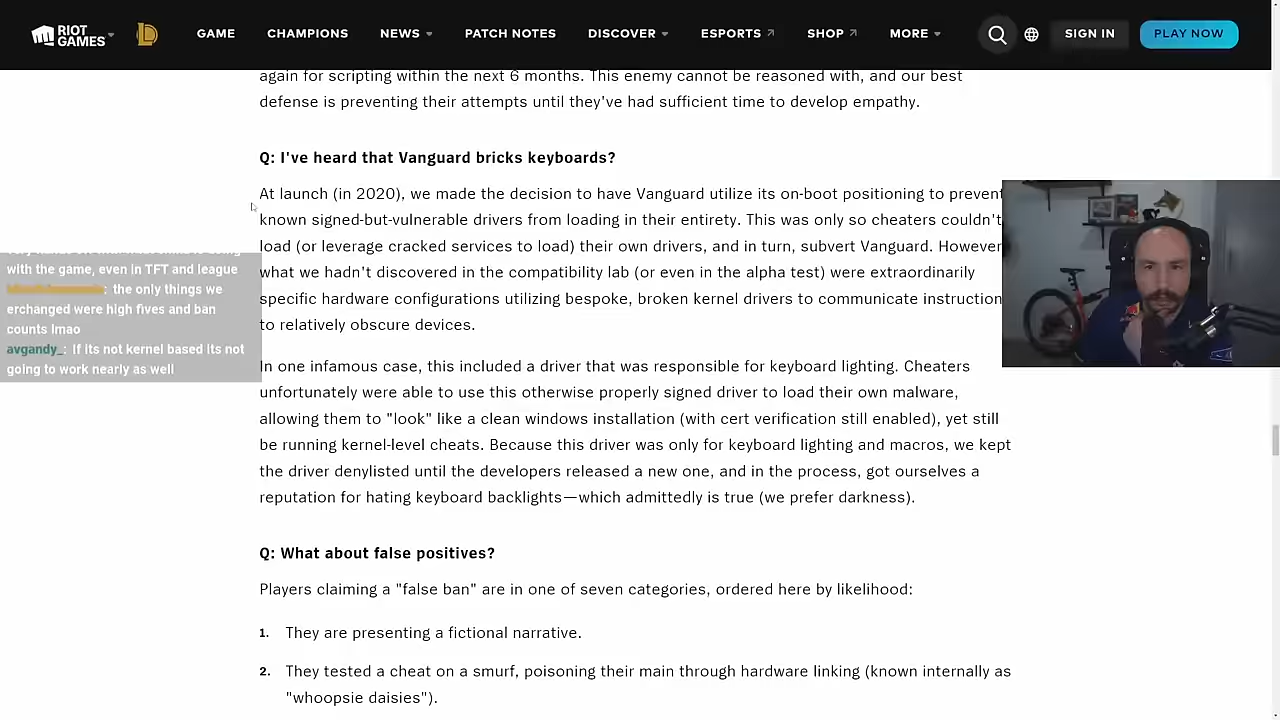 RIOT
GAMES
GAME
CHAMPIONS
NEWS
PATCH NOTES
DISCOVER
ESPORTS
SHOP
MORE
SIGN IN
PLAY NOW
again for scripting within the next 6 months. This enemy cannot be reasoned with, and our best
defense is preventing their attempts until they've had sufficient time to develop empathy.
Q: I've heard that Vanguard bricks keyboards?
At launch (in 2020), we made the decision to have Vanguard utilize its on-boot positioning to prevent
known signed-but-vulnerable drivers from loading in their entirety. This was only so cheaters couldn't
load (or leverage cracked services to load) their own drivers, and in turn, subvert Vanguard. However
what we hadn't discovered in the compatibility lab (or even in the alpha test) were extraordinarily
specific hardware configurations utilizing bespoke, broken kernel drivers to communicate instruction
to relatively obscure devices.
In one infamous case, this included a driver that was responsible for keyboard lighting. Cheaters
unfortunately were able to use this otherwise properly signed driver to load their own malware,
allowing them to "look" like a clean windows installation (with cert verification still enabled), yet still
be running kernel-level cheats. Because this driver was only for keyboard lighting and macros, we kept
the driver denylisted until the developers released a new one, and in the process, got ourselves a
reputation for hating keyboard backlights—which admittedly is true (we prefer darkness).
Q: What about false positives?
Players claiming a "false ban" are in one of seven categories, ordered here by likelihood:
1. They are presenting a fictional narrative.
2. They tested a cheat on a smurf, poisoning their main through hardware linking (known internally as
"whoopsie daisies").
with the game, even in TFT and league
: the only things we
erchanged were high fives and ban
counts lmao
avgandy_: If its not kernel based its not
going to work nearly as well